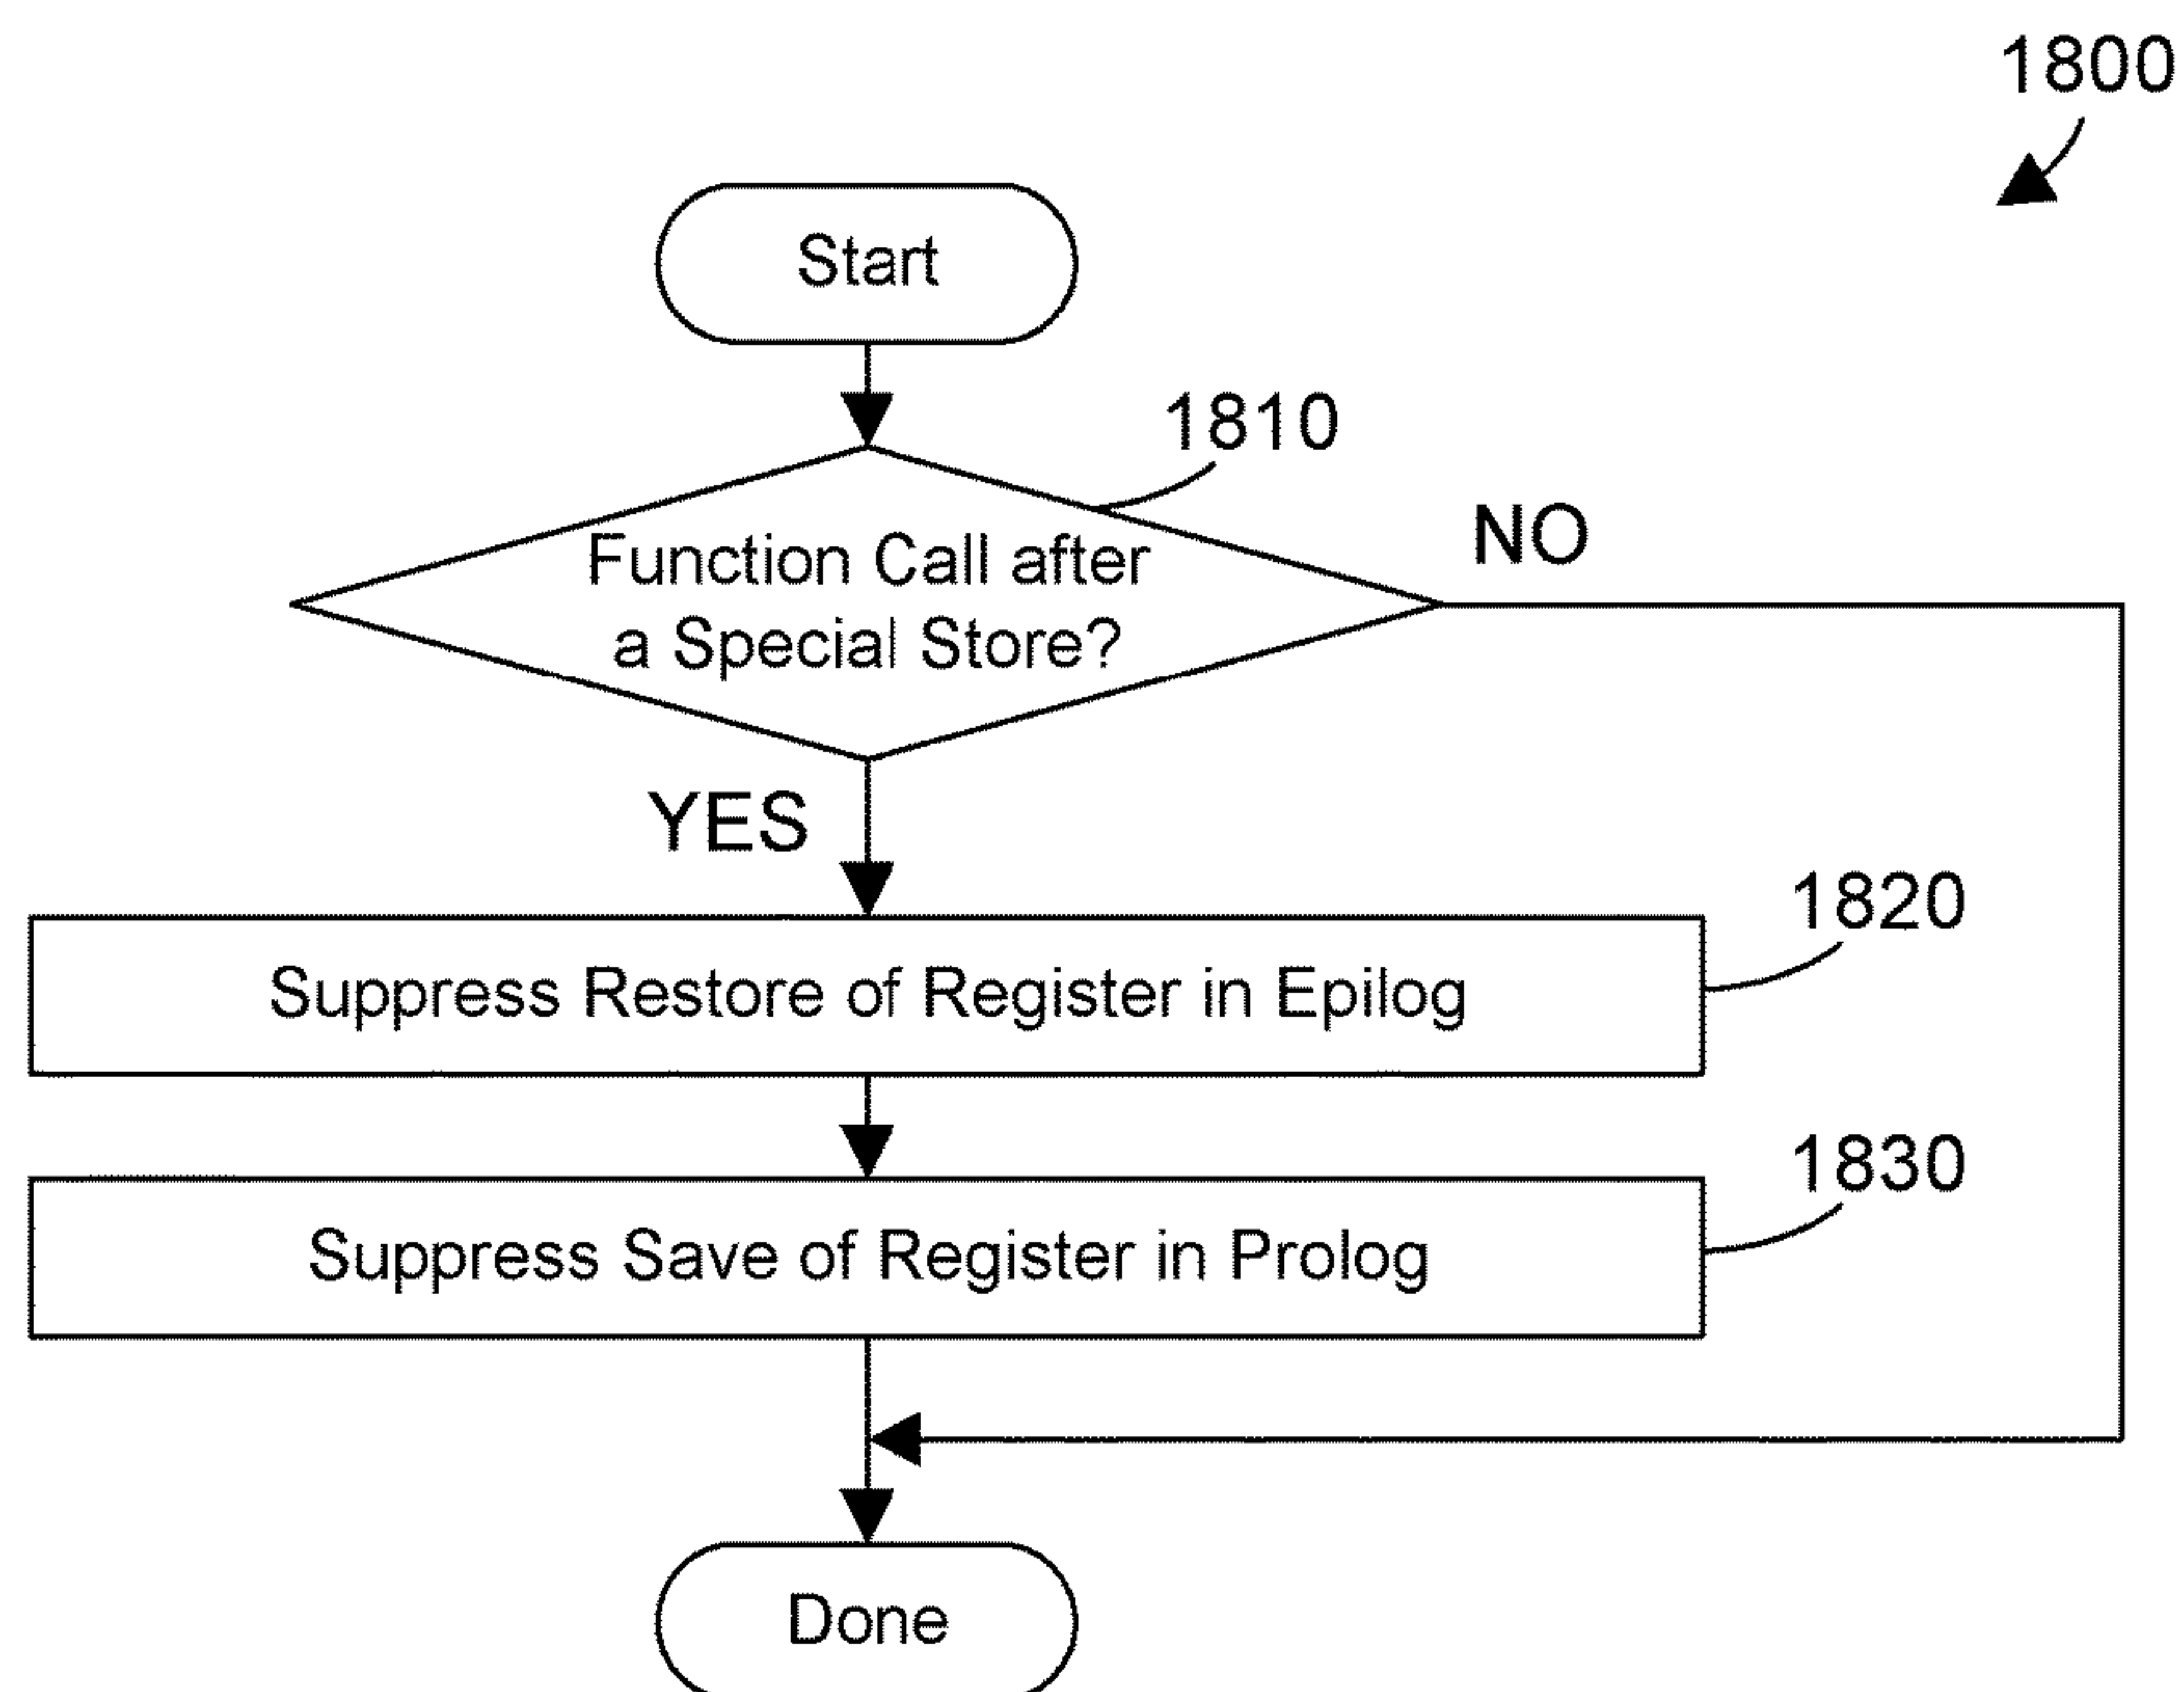 1800
Start
1810
Function Call after
a Special Store?
NO
YES
1820
Suppress Restore of Register in Epilog
1830
Suppress Save of Register in Prolog
Done